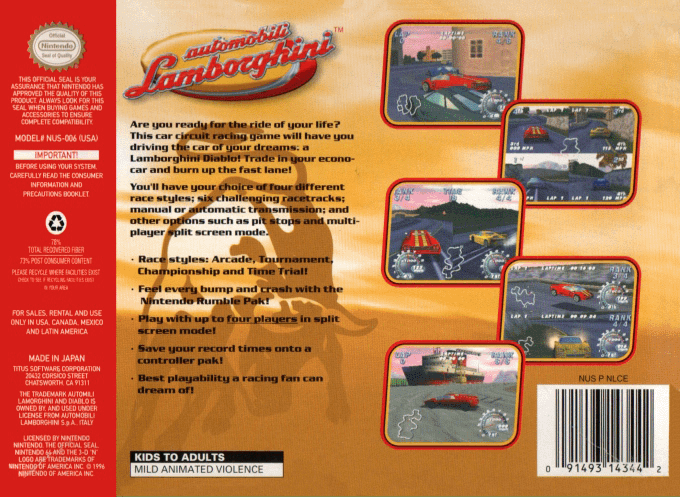 Official
Nintendo
Seal of Quality
THIS OFFICIAL SEAL IS YOUR
ASSURANCE THAT NINTENDO HAS
APPROVED THE QUALITY OF THIS
PRODUCT. ALWAYS LOOK FOR THIS
SEAL WHEN BUYING GAMES AND
ACCESSORIES TO ENSURE
COMPLETE COMPATIBILITY.
MODEL# NUS-006 (USA)
IMPORTANT!
BEFORE USING YOUR SYSTEM,
CAREFULLY READ THE CONSUMER
INFORMATION AND
PRECAUTIONS BOOKLET.
78%
TOTAL RECOVERED FIBER
73% POST CONSUMER CONTENT
PLEASE RECYCLE WHERE FACILITIES EXIST
IN YOUR AREA
FOR SALES, RENTAL AND USE
ONLY IN USA, CANADA, MEXICO
AND LATIN AMERICA
MADE IN JAPAN
TITUS SOFTWARE CORPORATION
20432 CORISCO STREET
CHATSWORTH, CA 91311
THE TRADEMARK AUTOMILI
LAMORGHINI AND DIABLO IS
OWNED BY, AND USED UNDER
LICENSE FROM AUTOMOBILI
LAMBORGHINI S.p.A., ITALY
LICENSED BY NINTENDO
NINTENDO, THE OFFICIAL SEAL,
NINTENDO 64 AND THE 3-D "N"
LOGO ARE TRADEMARKS OF
NINTENDO OF AMERICA INC. © 1996
NINTENDO OF AMERICA INC
automobili
Lamborghini
TM
Are you ready for the ride of your life?
This car circuit racing game will have you
driving the car of your dreams: a
Lamborghini Diablo! Trade in your econo-
car and burn up the fast lane!
You'll have your choice of four different
race styles; six challenging racetracks;
manual or automatic transmission; and
other options such as pit stops and multi-
player split screen mode.
· Race styles: Arcade, Tournament,
Championship and Time Trial!
· Feel every bump and crash with the
Nintendo Rumble Pak!
· Play with up to four players in split
screen mode!
· Save your record times onto a
controller pak!
· Best playability a racing fan can
dream of!
KIDS TO ADULTS
MILD ANIMATED VIOLENCE
NUS P NLCE
0 91493 14344 2